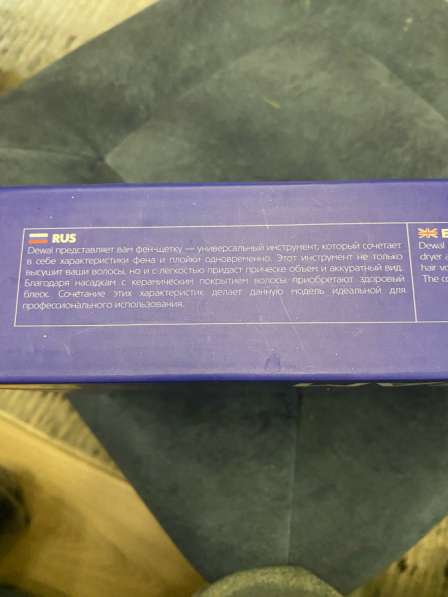 RUS
Dewal представляет вам фен-щетку — универсальный инструмент, который сочетает
в себе характеристики фена и плойки одновременно. Этот инструмент не только
высушит ваши волосы, но и с лёгкостью придаст прическе объем и аккуратный вид.
Благодаря насадкам с керамическим покрытием волосы приобретают здоровый
блеск. Сочетание этих характеристик делает данную модель идеальной для
профессионального использования.
E
Dewal
dryer a
hair vo
The co